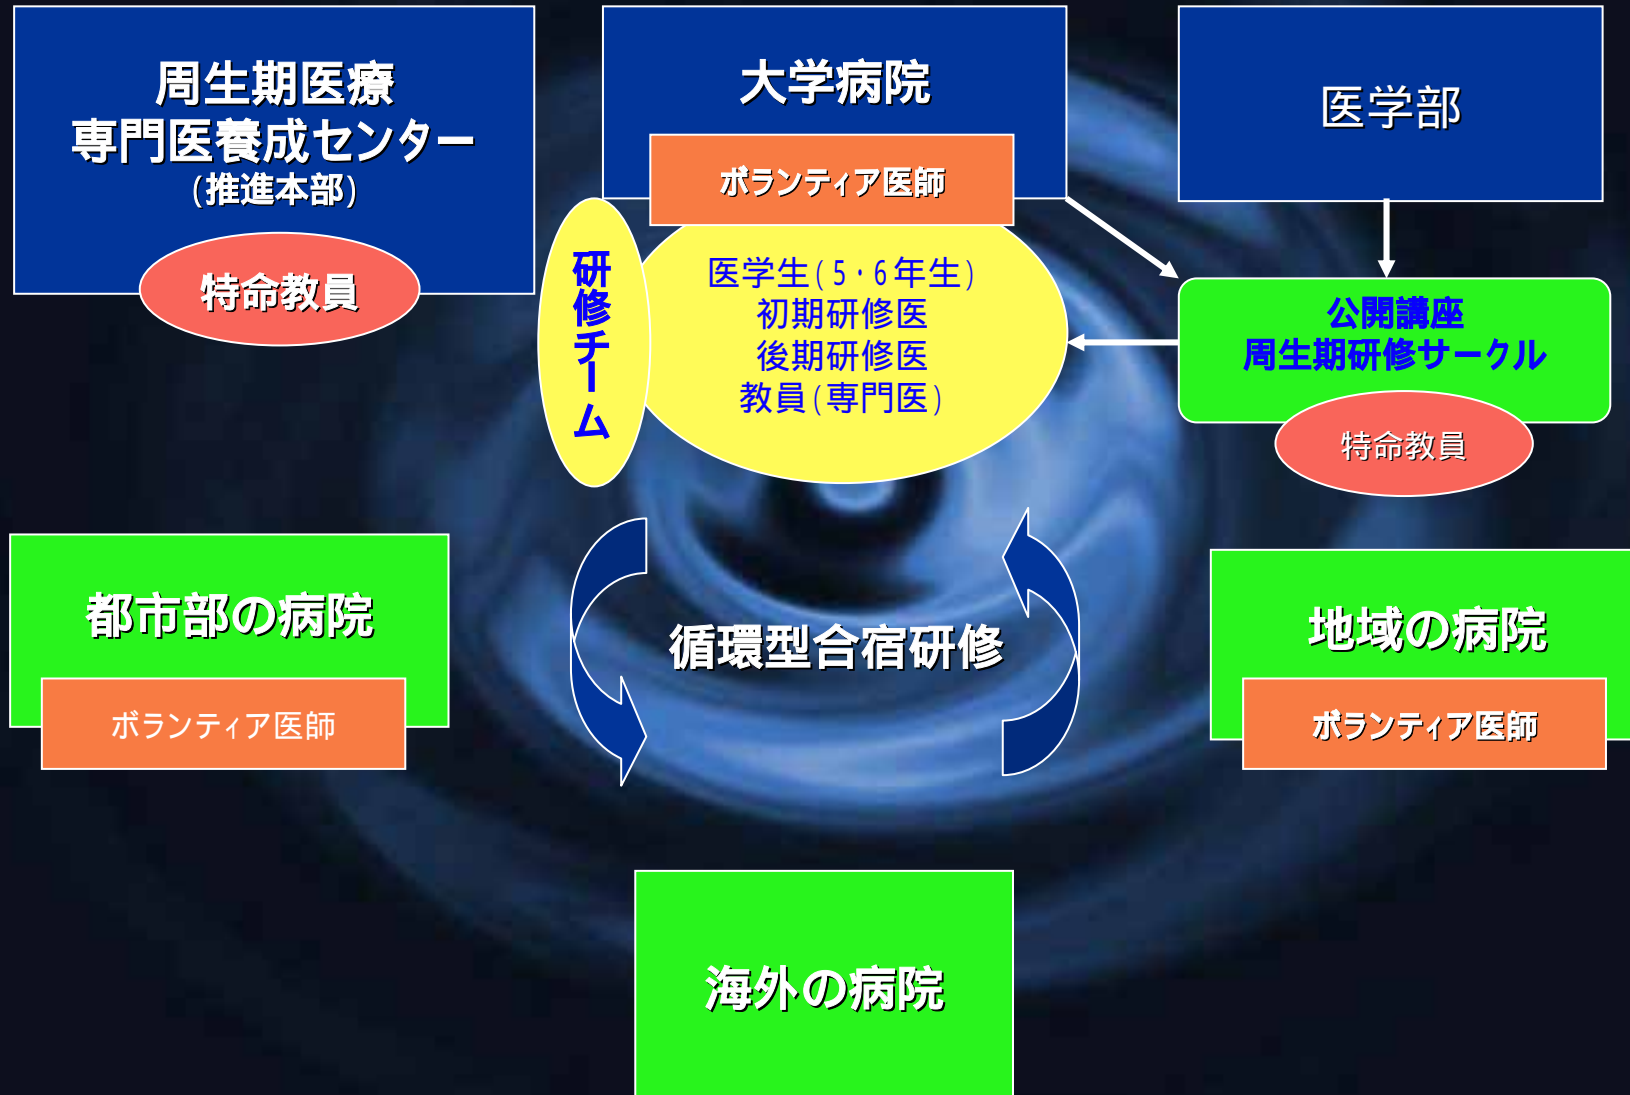 周生期医療
専門医養成センター
(推進本部)
特命教員
大学病院
ボランティア医師
医学部
研修チーム
医学生(5・6年生)
初期研修医
後期研修医
教員(専門医)
公開講座
周生期研修サークル
特命教員
都市部の病院
ボランティア医師
循環型合宿研修
地域の病院
ボランティア医師
海外の病院